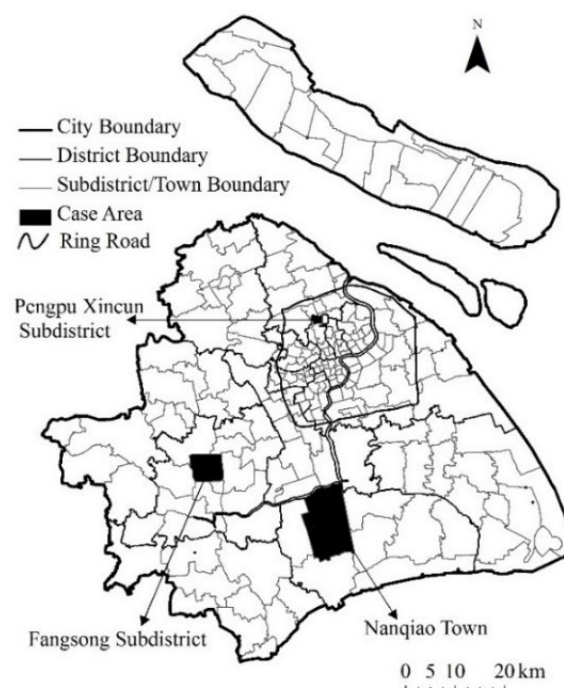 N
City Boundary
District Boundary
Subdistrict/Town Boundary
Case Area
Ring Road
Pengpu Xincun
Subdistrict
Fangsong Subdistrict
Nanqiao Town
0 5 10 20 km